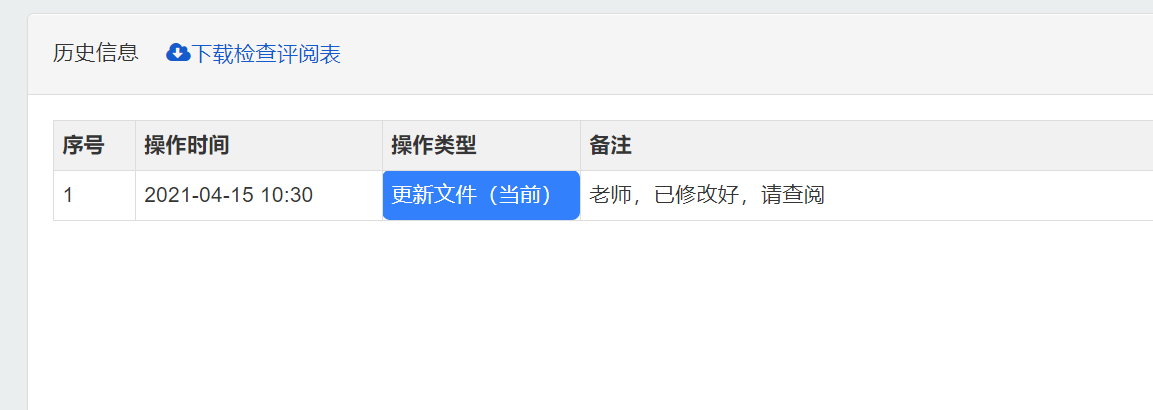 历史信息 下载检查评阅表
序号 操作时间 操作类型 备注
1 2021-04-15 10:30 更新文件（当前） 老师，已修改好，请查阅